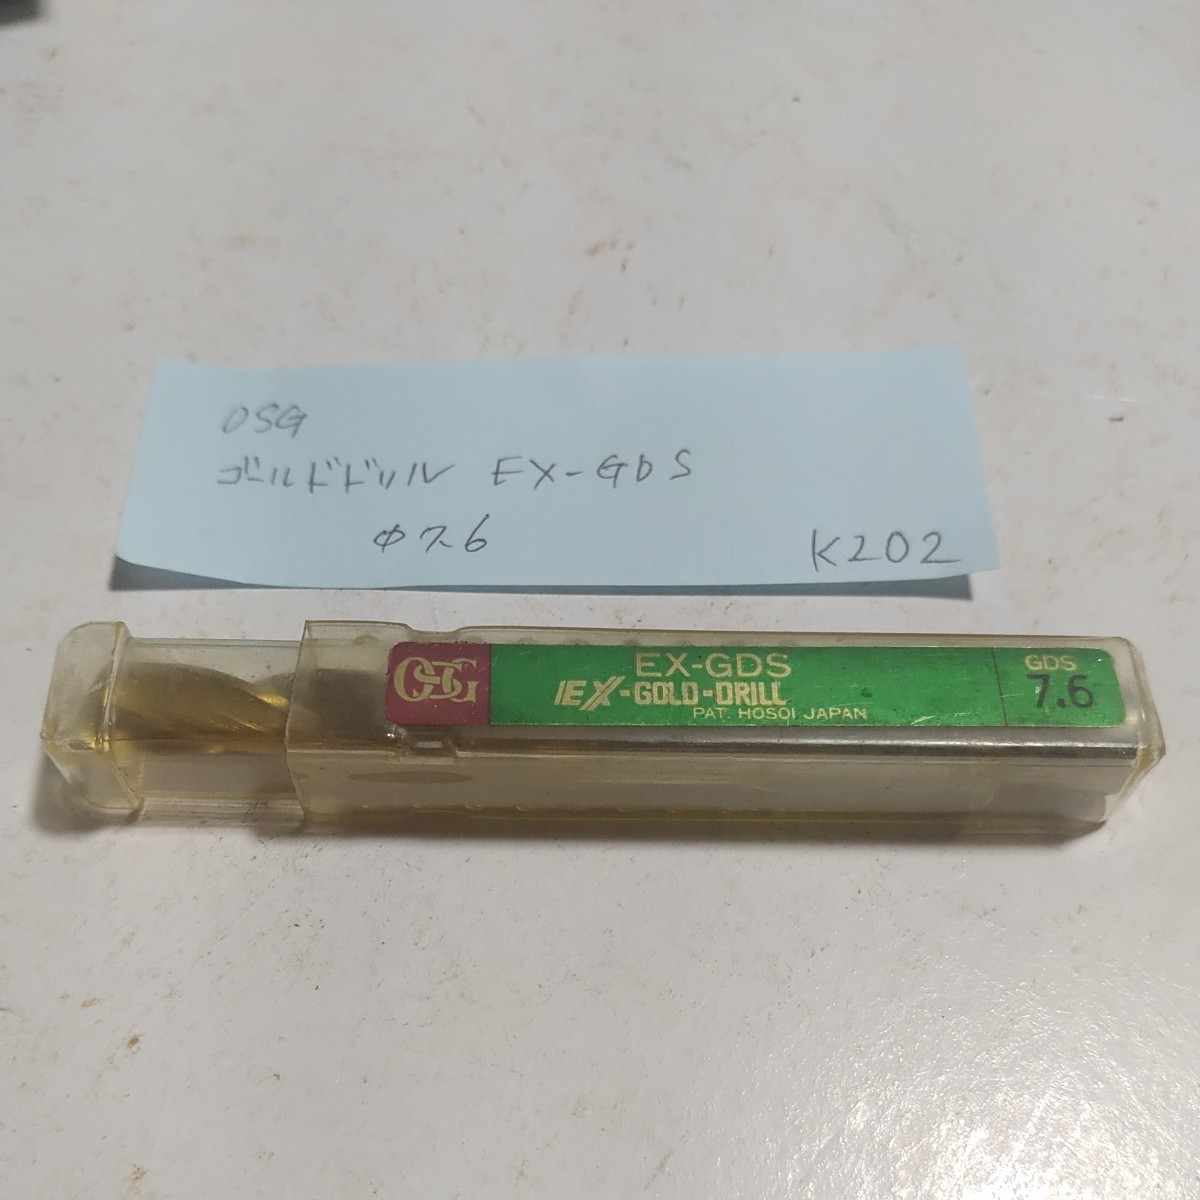 OSG
ゴールドドリル EX-GDS
φ7.6
K202
OSG
EX-GDS
EX-GOLD-DRILL
PAT. HOSOI JAPAN
GDS
7.6